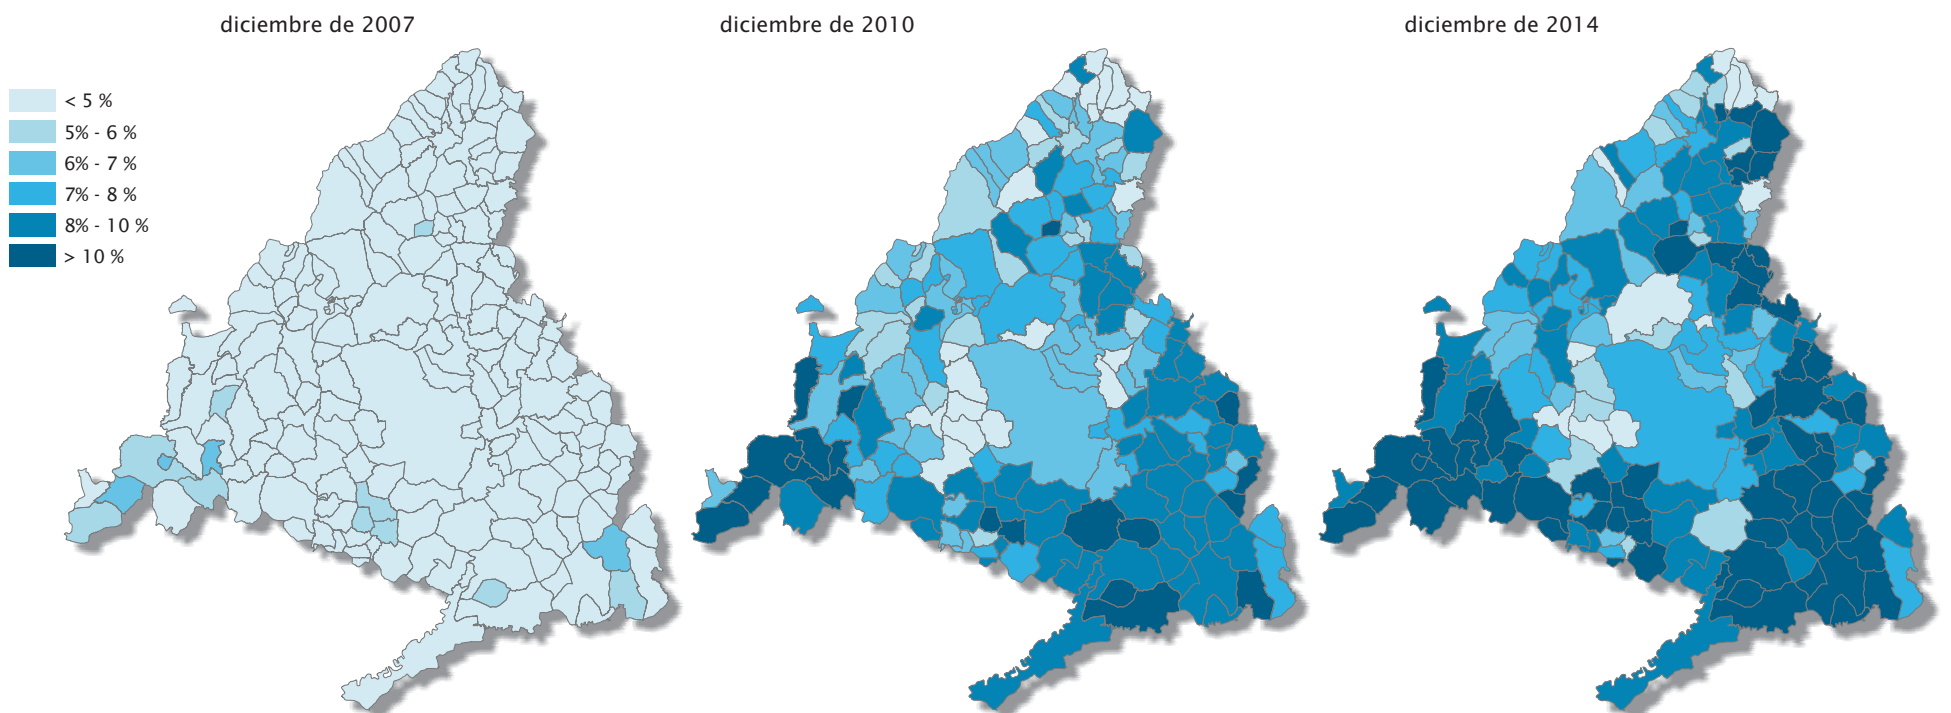 diciembre de 2007
diciembre de 2010
diciembre de 2014
< 5 %
5% - 6 %
6% - 7 %
7% - 8 %
8% - 10 %
> 10 %